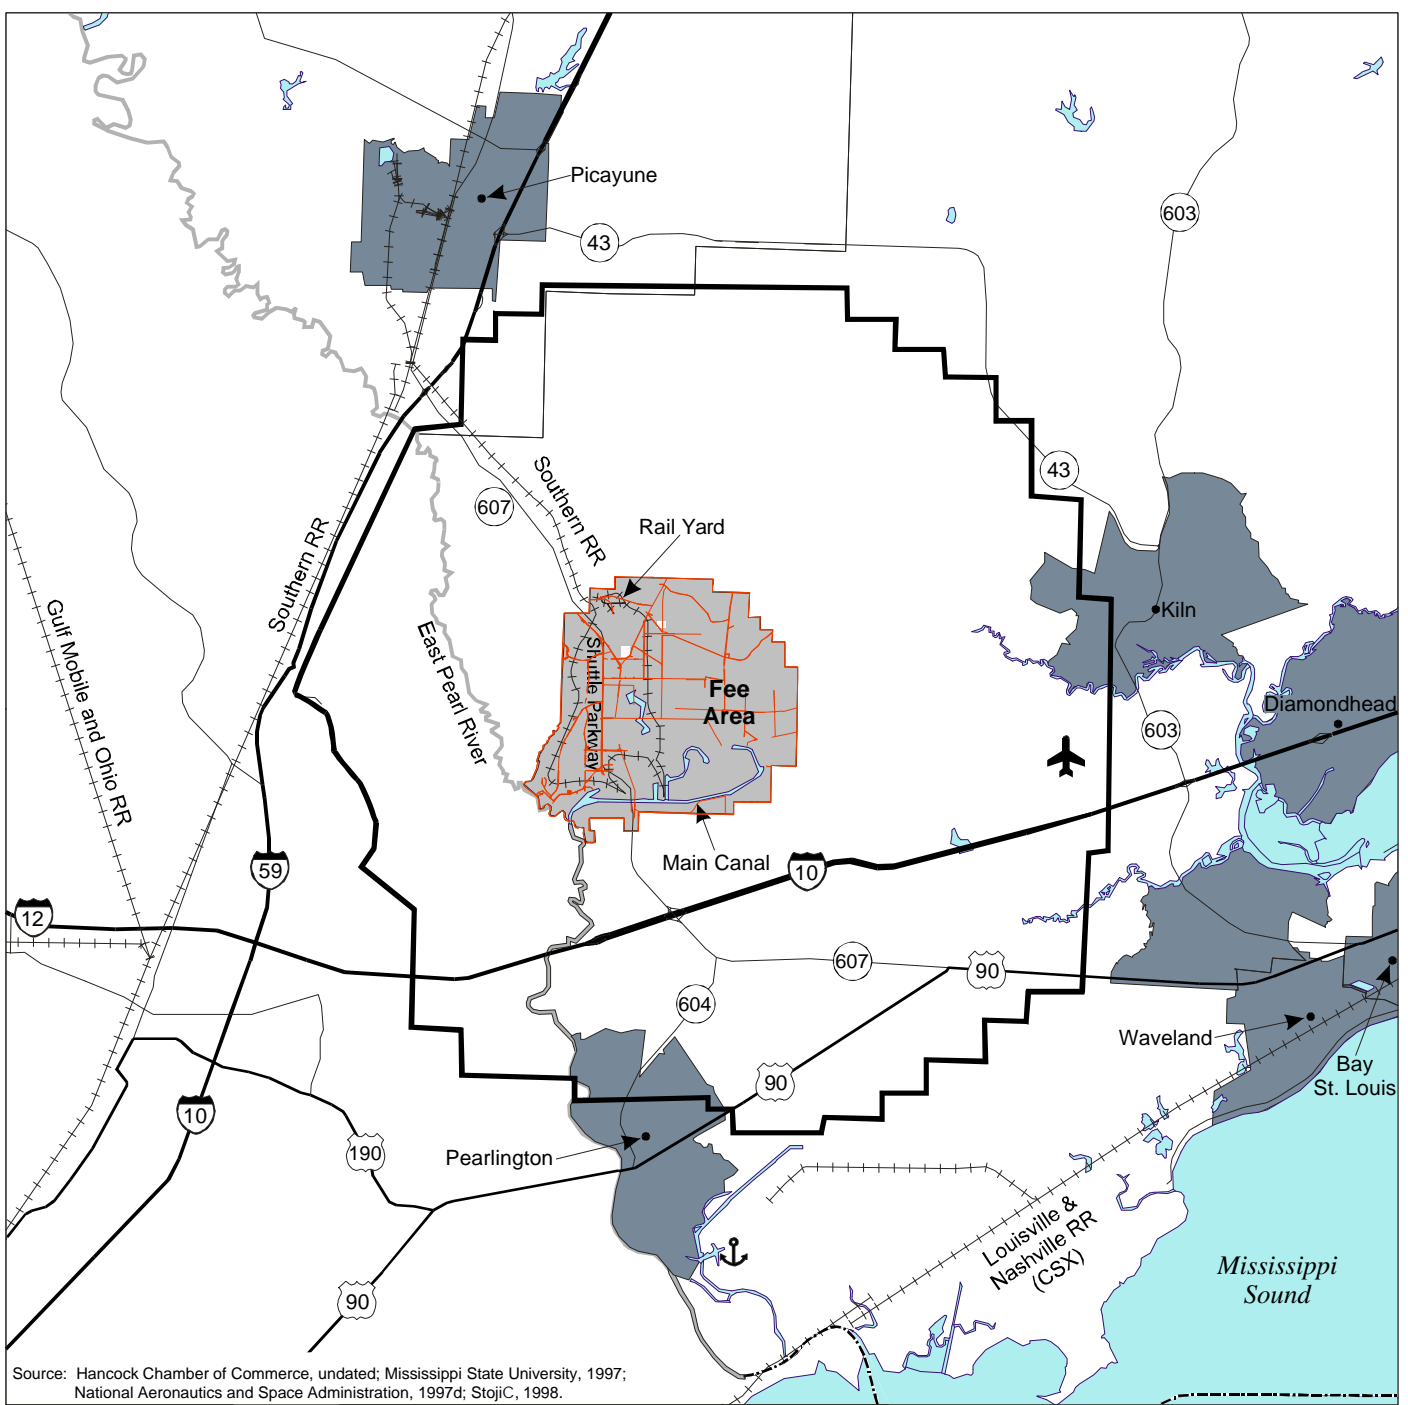 Picayune
43
603
43
607
Southern RR
Southern RR
Rail Yard
Gulf Mobile and Ohio RR
East Pearl River
Shuttle Parkway
Fee
Area
Kiln
Diamondhead
603
Main Canal
10
59
12
607
90
604
Waveland
Bay
St. Louis
90
10
190
Pearlington
Louisville &
Nashville RR
(CSX)
Mississippi
Sound
90
Source: Hancock Chamber of Commerce, undated; Mississippi State University, 1997;
National Aeronautics and Space Administration, 1997d; StojiC, 1998.